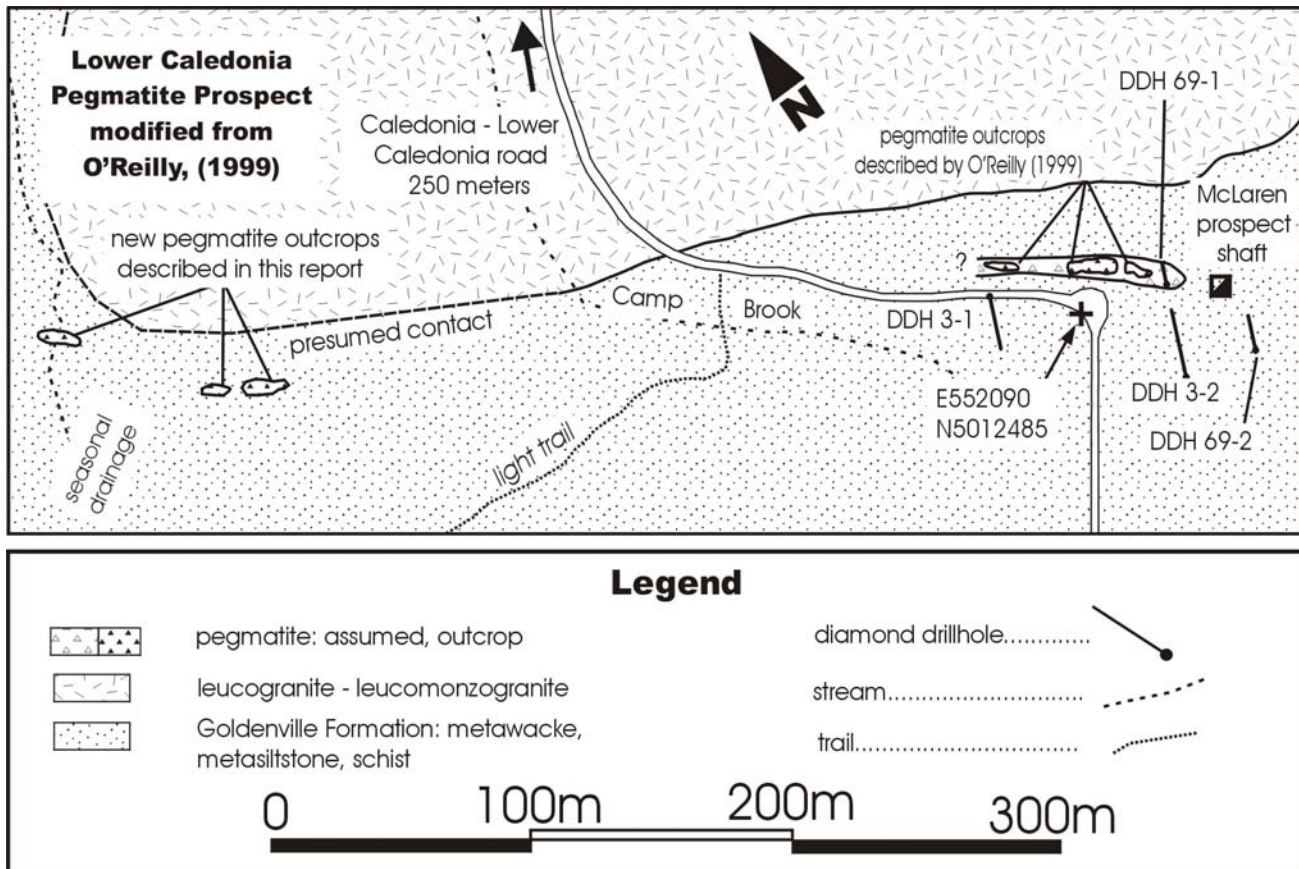 Lower Caledonia
Pegmatite Prospect
modified from
O'Reilly, (1999)
Caledonia - Lower
Caledonia road
250 meters
N
DDH 69-1
pegmatite outcrops
described by O'Reilly (1999)
McLaren
prospect
shaft
new pegmatite outcrops
described in this report
?
presumed contact
Camp
Brook
DDH 3-1
E552090
N5012485
DDH 3-2
DDH 69-2
light trail
seasonal
drainage
Legend
pegmatite: assumed, outcrop
leucogranite - leucomonzogranite
Goldenville Formation: metawacke,
metasiltstone, schist
diamond drillhole.............
stream...............................
trail....................................
0 100m 200m 300m